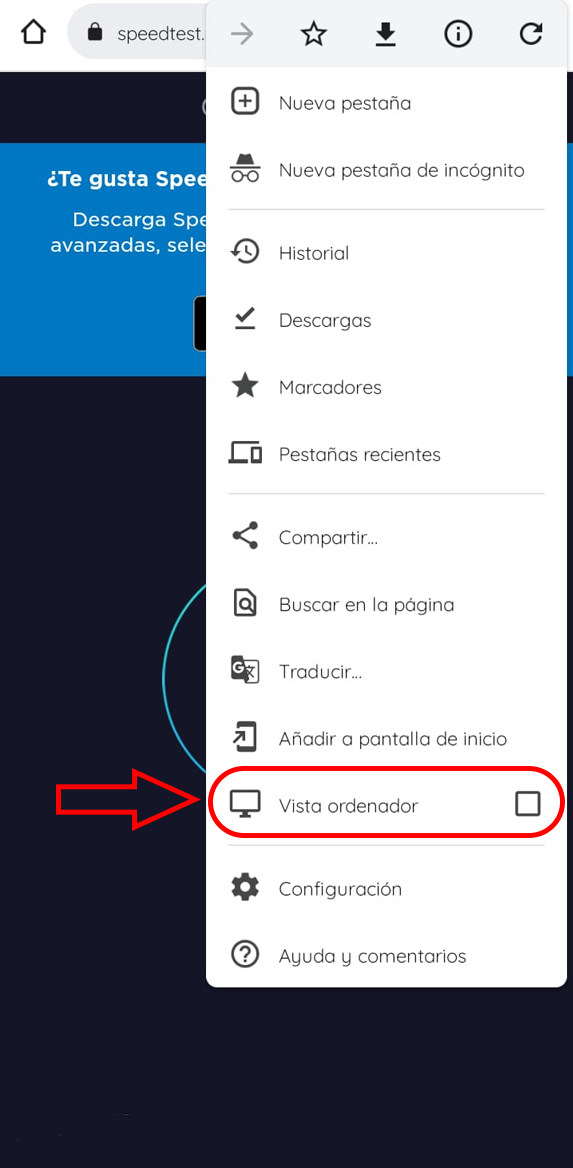 speedtest.
¿Te gusta Spee
Descarga Spe
avanzadas, sele
Nueva pestaña
Nueva pestaña de incógnito
Historial
Descargas
Marcadores
Pestañas recientes
Compartir...
Buscar en la página
Traducir...
Añadir a pantalla de inicio
Vista ordenador
Configuración
Ayuda y comentarios